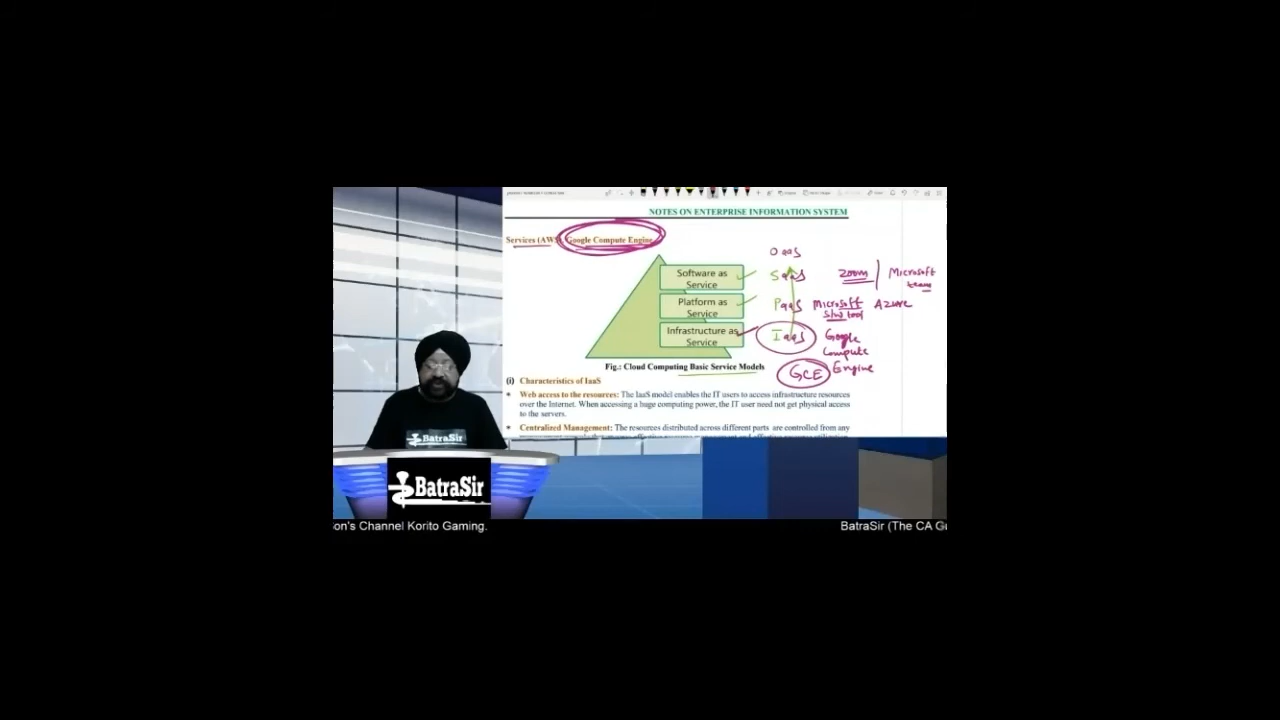 NOTES ON ENTERPRISE INFORMATION SYSTEM
Services (AWS), Google Compute Engine
OaaS
Software as
Service
SaaS
Zoom
Microsoft
team
Platform as
Service
PaaS
Microsoft
Azure
tool
Infrastructure as
Service
IaaS
Google
Compute
Engine
GCE
Fig.: Cloud Computing Basic Service Models
(i) Characteristics of IaaS
* Web access to the resources: The IaaS model enables the IT users to access infrastructure resources
over the Internet. When accessing a huge computing power, the IT user need not get physical access
to the servers.
* Centralized Management: The resources distributed across different parts are controlled from any
BatraSir
BatraSir
on's Channel Korito Gaming.
BatraSir (The CA G